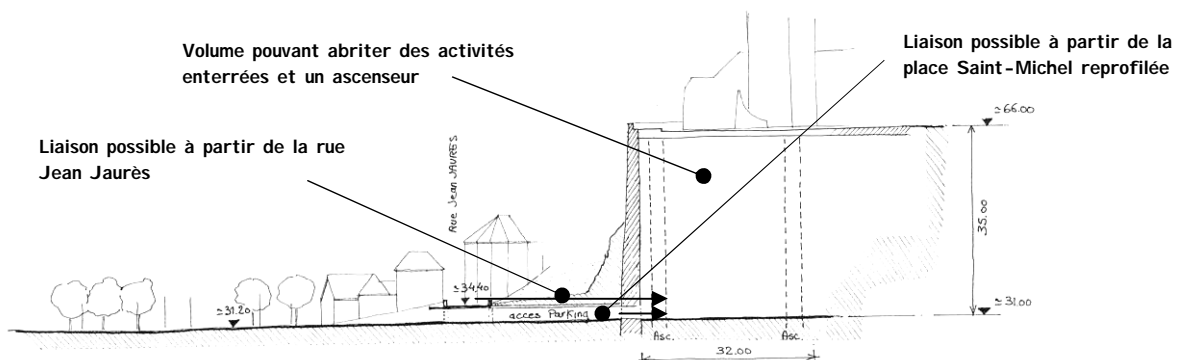 Volume pouvant abriter des activités
enterrées et un ascenseur
Liaison possible à partir de la
place Saint-Michel reprofilée
Liaison possible à partir de la rue
Jean Jaurès
Rue Jean JAURÈS
≃66.00
35.00
≃34.40
≃31.20
≃31.00
acces Parking
Asc.
Asc.
32.00